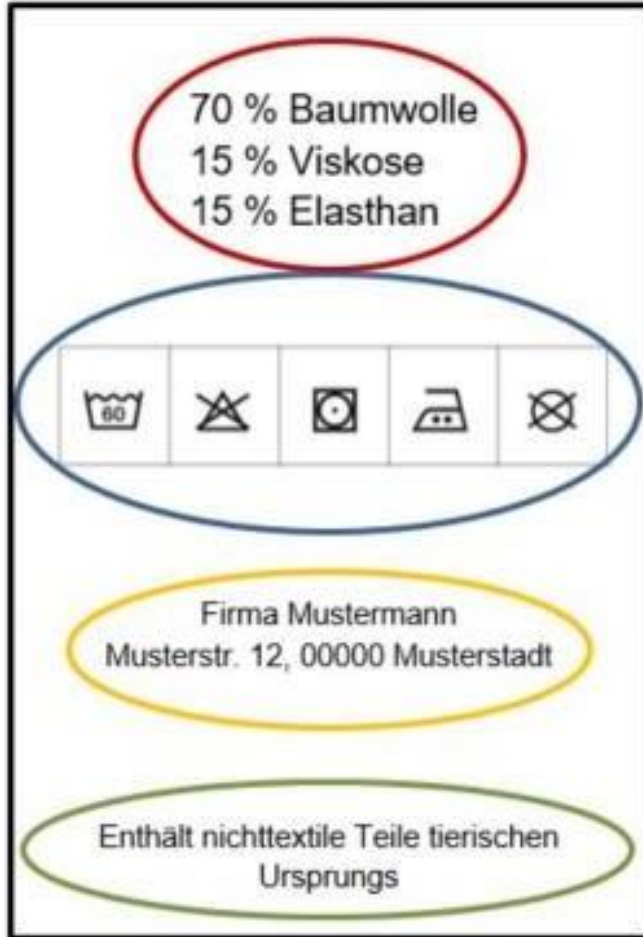 70 % Baumwolle
15 % Viskose
15 % Elasthan
60
Firma Mustermann
Musterstr. 12, 00000 Musterstadt
Enthält nichttextile Teile tierischen
Ursprungs